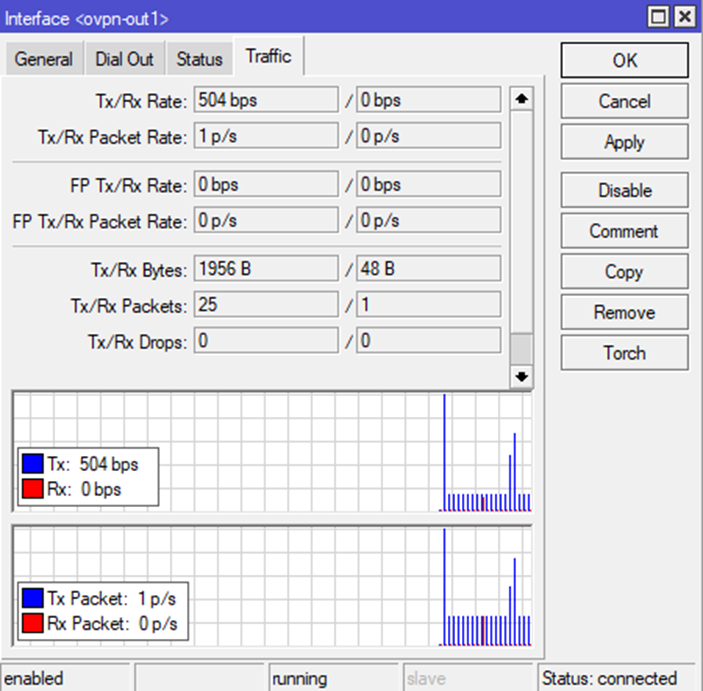 Interface <ovpn-out1>
General Dial Out Status Traffic
OK
Cancel
Apply
Disable
Comment
Copy
Remove
Torch
Tx/Rx Rate: 504 bps / 0 bps
Tx/Rx Packet Rate: 1 p/s / 0 p/s
FP Tx/Rx Rate: 0 bps / 0 bps
FP Tx/Rx Packet Rate: 0 p/s / 0 p/s
Tx/Rx Bytes: 1956 B / 48 B
Tx/Rx Packets: 25 / 1
Tx/Rx Drops: 0 / 0
Tx: 504 bps
Rx: 0 bps
Tx Packet: 1 p/s
Rx Packet: 0 p/s
enabled running slave Status: connected